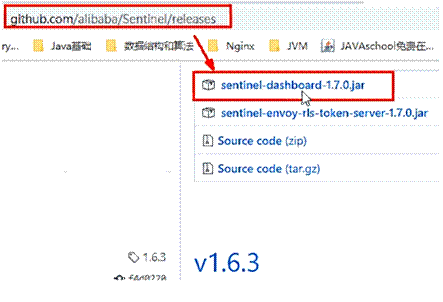 github.com/alibaba/Sentinel/releases
ry... Java基础 数据结构和算法 Nginx JVM JAVAschool免责在...
sentinel-dashboard-1.7.0.jar
sentinel-envoy-rls-token-server-1.7.0.jar
Source code (zip)
Source code (tar.gz)
1.6.3
v1.6.3